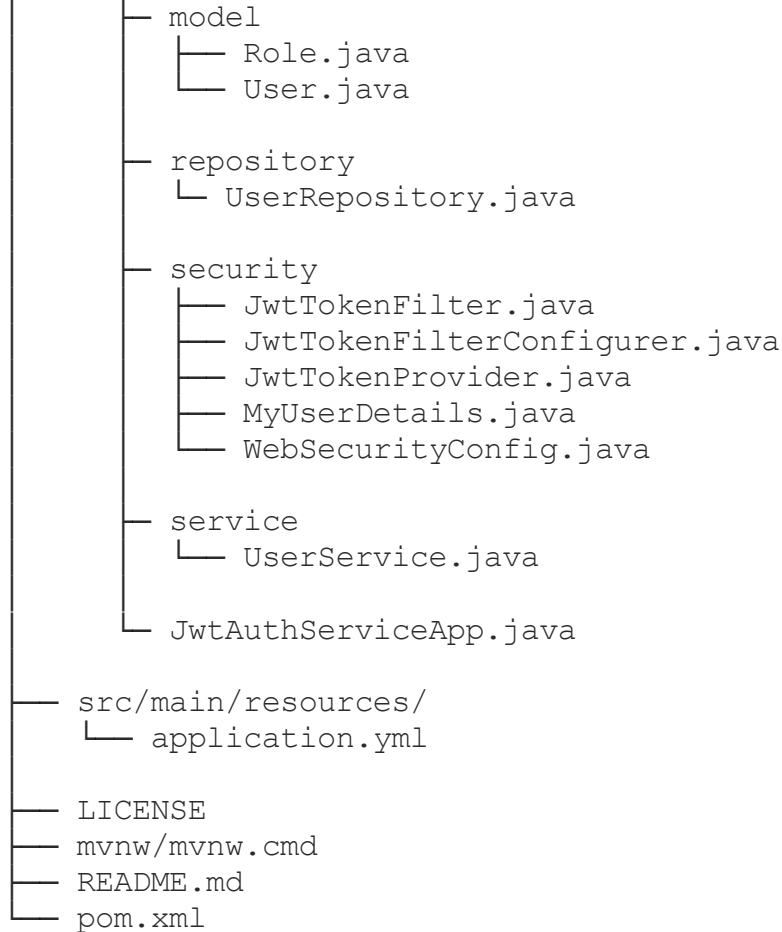 model
Role.java
User.java
repository
UserRepository.java
security
JwtTokenFilter.java
JwtTokenFilterConfigurer.java
JwtTokenProvider.java
MyUserDetails.java
WebSecurityConfig.java
service
UserService.java
JwtAuthServiceApp.java
src/main/resources/
application.yml
LICENSE
mvnw/mvnw.cmd
README.md
pom.xml